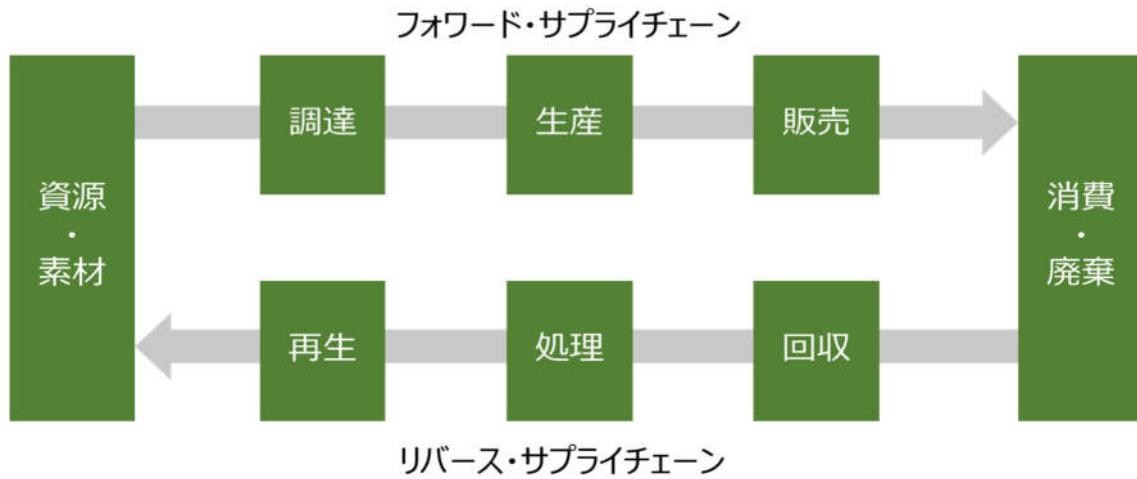 フォワード・サプライチェーン
調達
生産
販売
資源
・
素材
消費
・
廃棄
再生
処理
回収
リバース・サプライチェーン